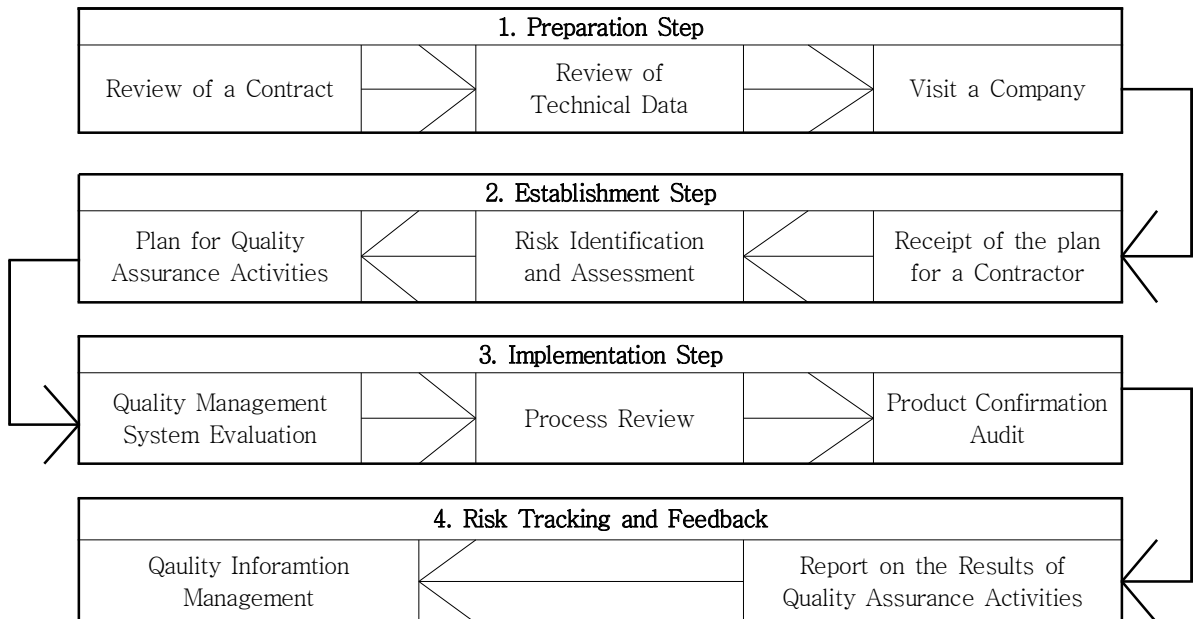 1. Preparation Step
Review of a Contract
Review of
Technical Data
Visit a Company
2. Establishment Step
Plan for Quality
Assurance Activities
Risk Identification
and Assessment
Receipt of the plan
for a Contractor
3. Implementation Step
Quality Management
System Evaluation
Process Review
Product Confirmation
Audit
4. Risk Tracking and Feedback
Qaulity Inforamtion
Management
Report on the Results of
Quality Assurance Activities